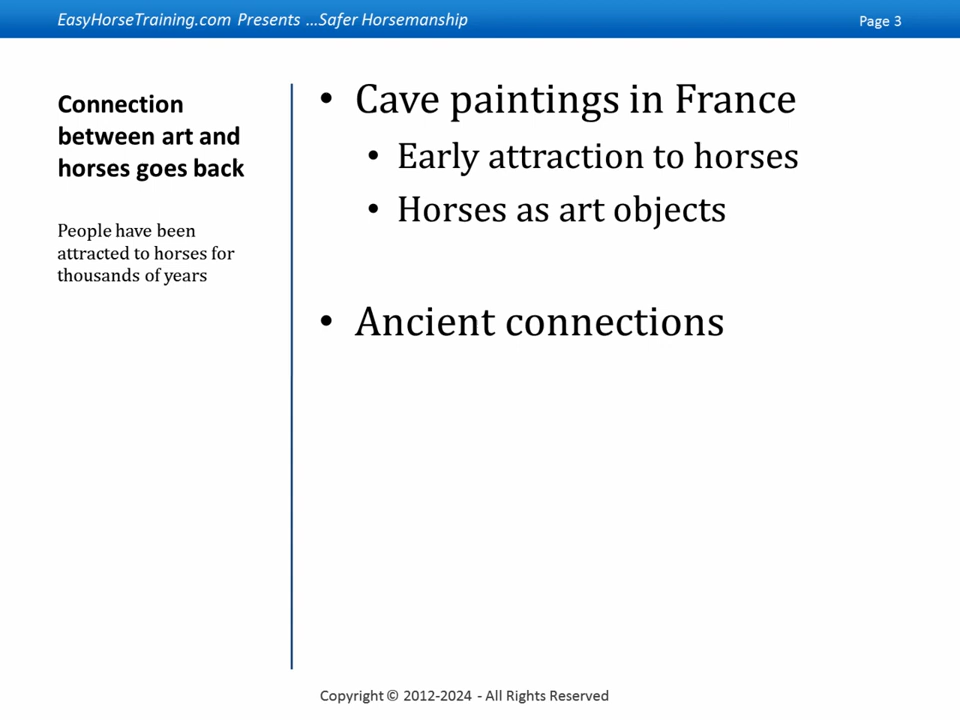 EasyHorseTraining.com Presents ...Safer Horsemanship
Page 3
Connection
between art and
horses goes back
People have been
attracted to horses for
thousands of years
• Cave paintings in France
• Early attraction to horses
• Horses as art objects
• Ancient connections
Copyright © 2012-2024 - All Rights Reserved